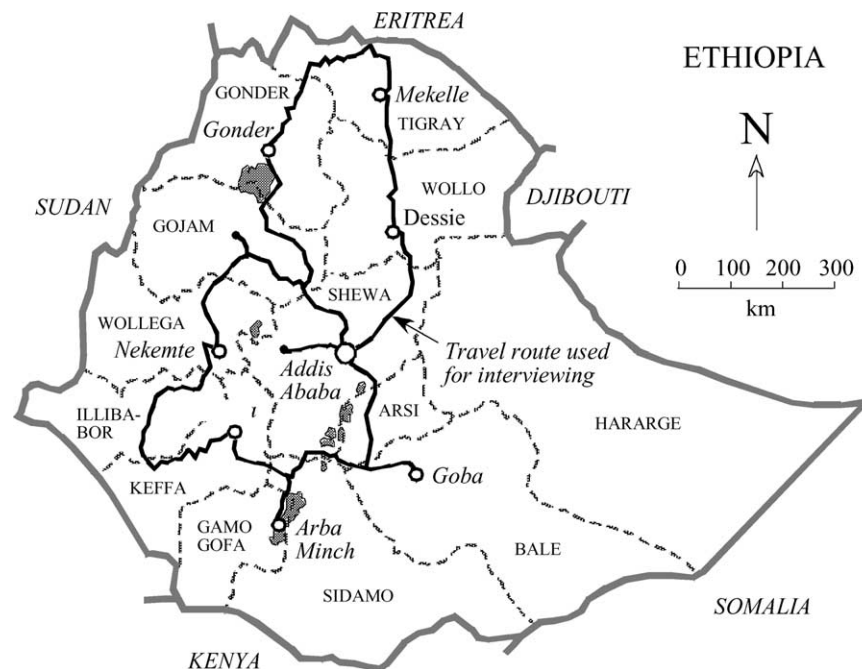 ERITREA
ETHIOPIA
GONDER
Mekelle
Gonder
TIGRAY
N
WOLLO
SUDAN
DJIBOUTI
GOJAM
Dessie
0 100 200 300
km
SHEWA
WOLLEGA
Nekemte
Addis
Ababa
Travel route used
for interviewing
ILLIBA-
BOR
ARSI
HARARGE
KEFFA
Goba
GAMO
GOFA
Arba
Minch
BALE
SIDAMO
SOMALIA
KENYA